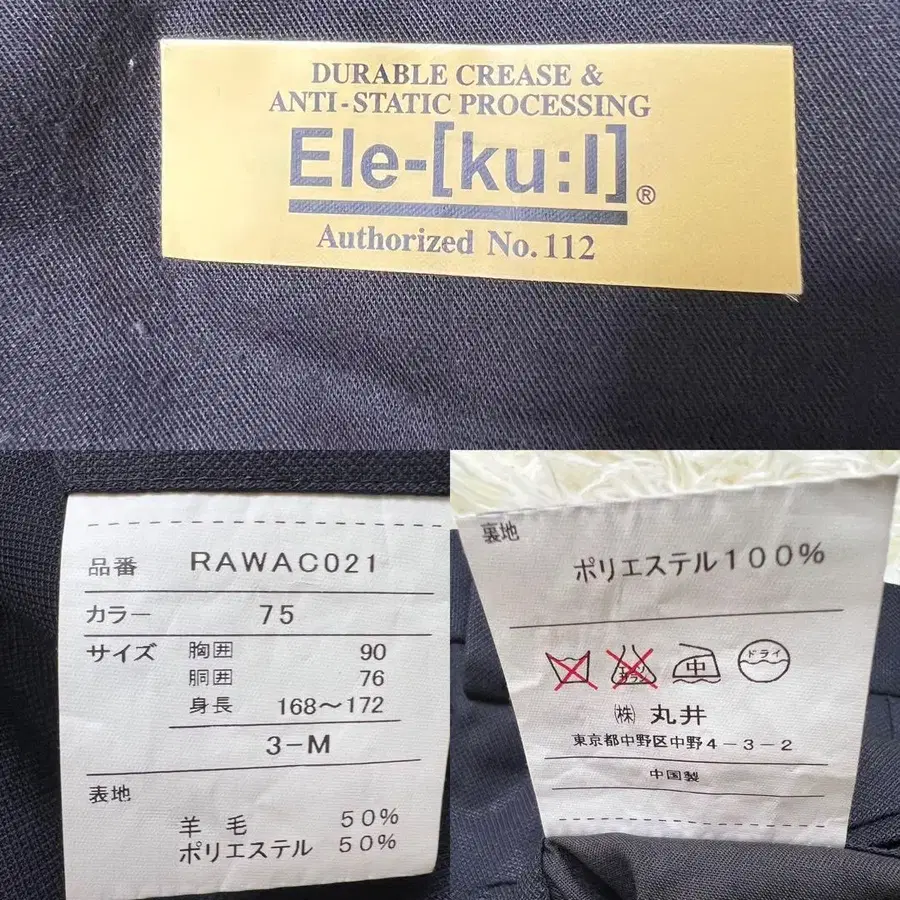 DURABLE CREASE &
ANTI-STATIC PROCESSING
Ele-[ku:l]®
Authorized No.112
品番 RAWAC021
カラー 75
サイズ 胸囲 90
胴囲 76
身長 168〜172
3-M
表地
羊毛 50%
ポリエステル 50%
裏地
ポリエステル100%
中 ドライ
㈱ 丸井
東京都中野区中野4-3-2
中国製